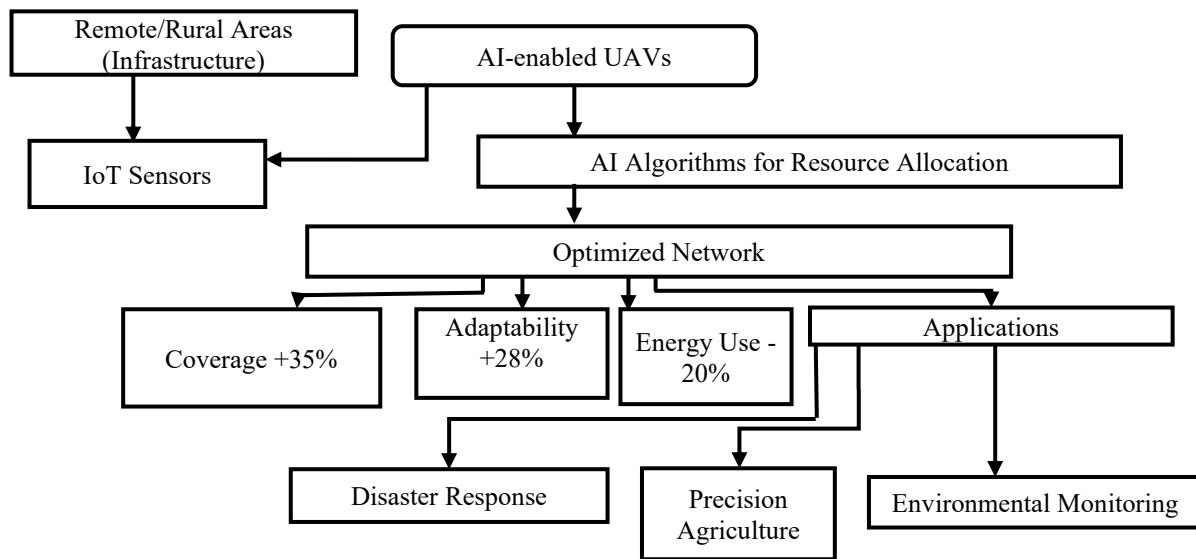 Remote/Rural Areas
(Infrastructure)
AI-enabled UAVs
IoT Sensors
AI Algorithms for Resource Allocation
Optimized Network
Coverage +35%
Adaptability
+28%
Energy Use -
20%
Applications
Disaster Response
Precision
Agriculture
Environmental Monitoring